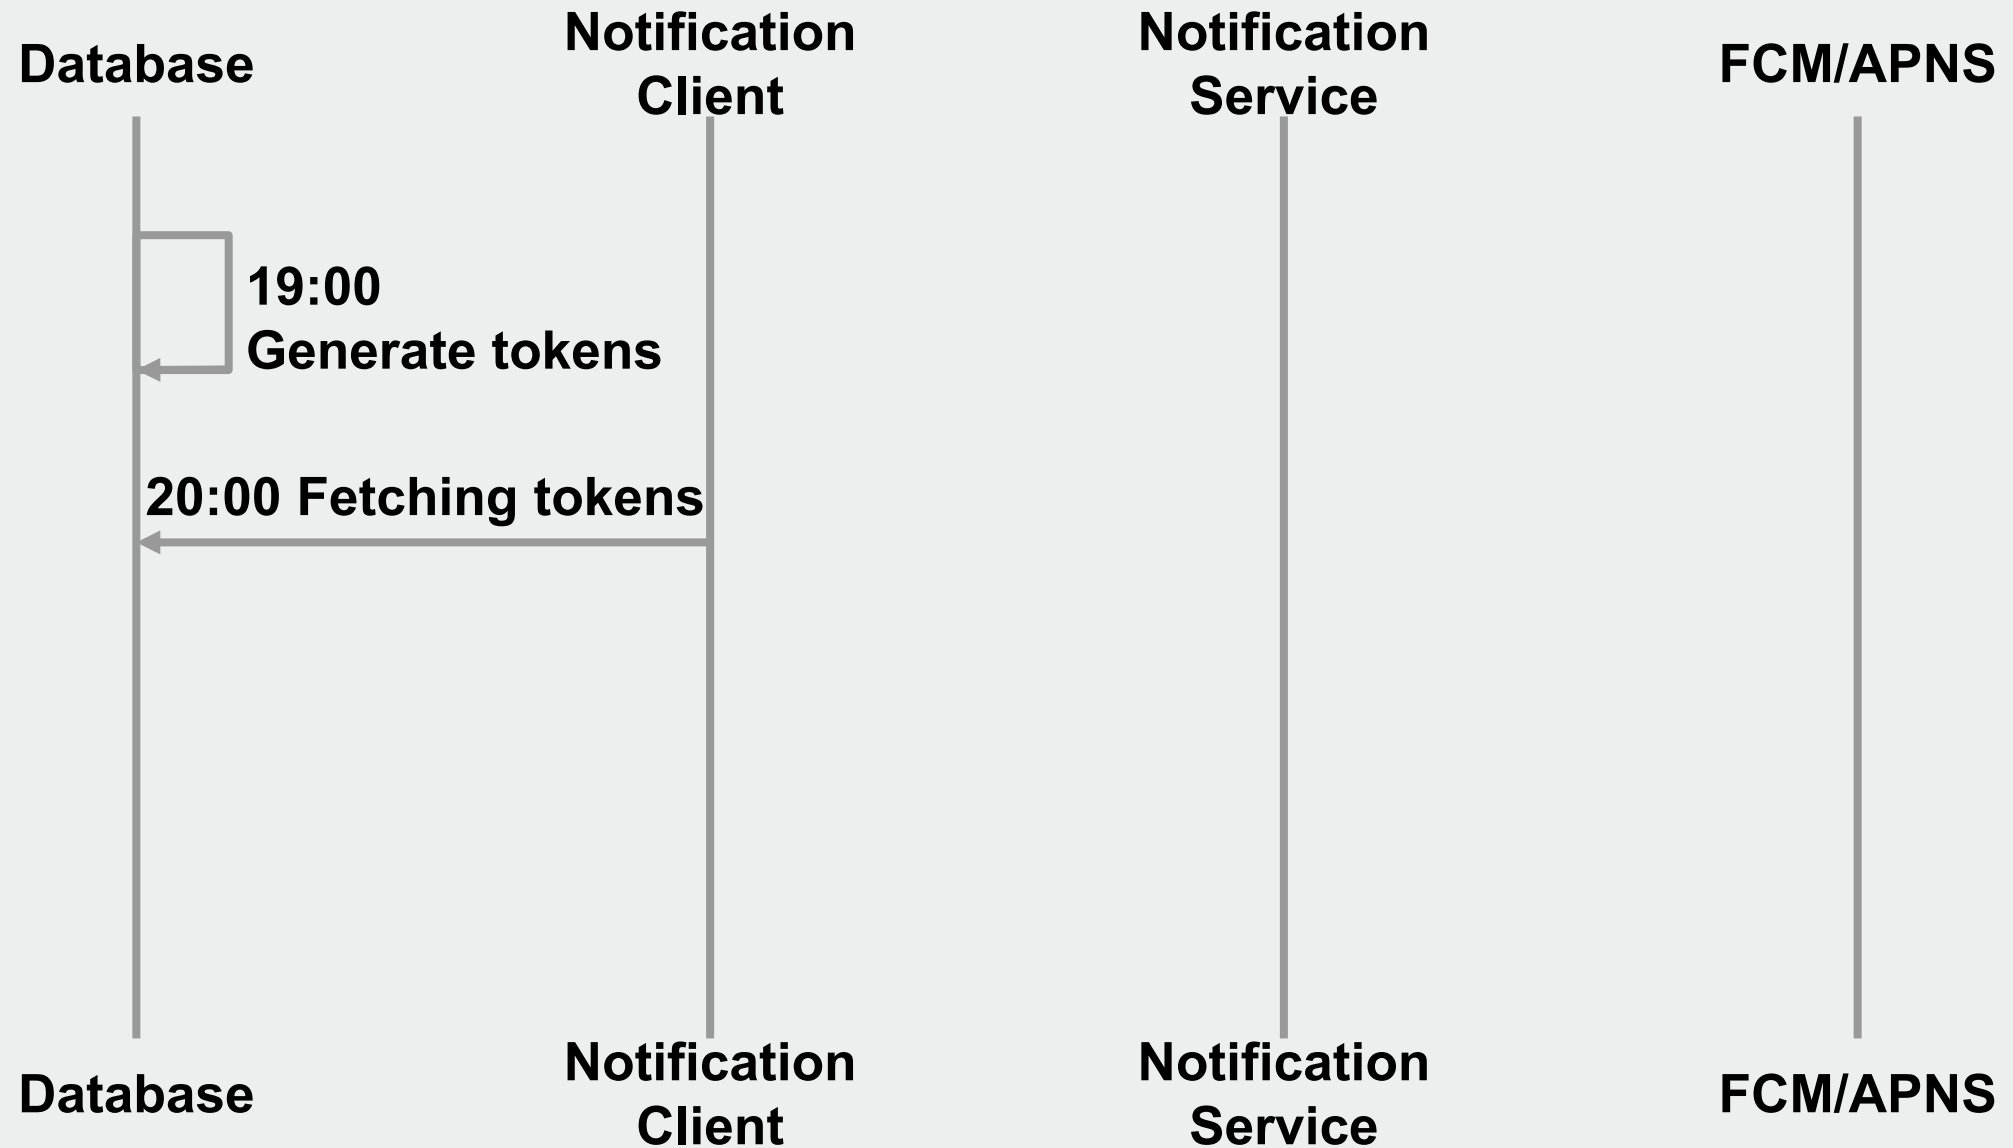 Database
Notification
Client
Notification
Service
FCM/APNS
19:00
Generate tokens
20:00 Fetching tokens
Database
Notification
Client
Notification
Service
FCM/APNS